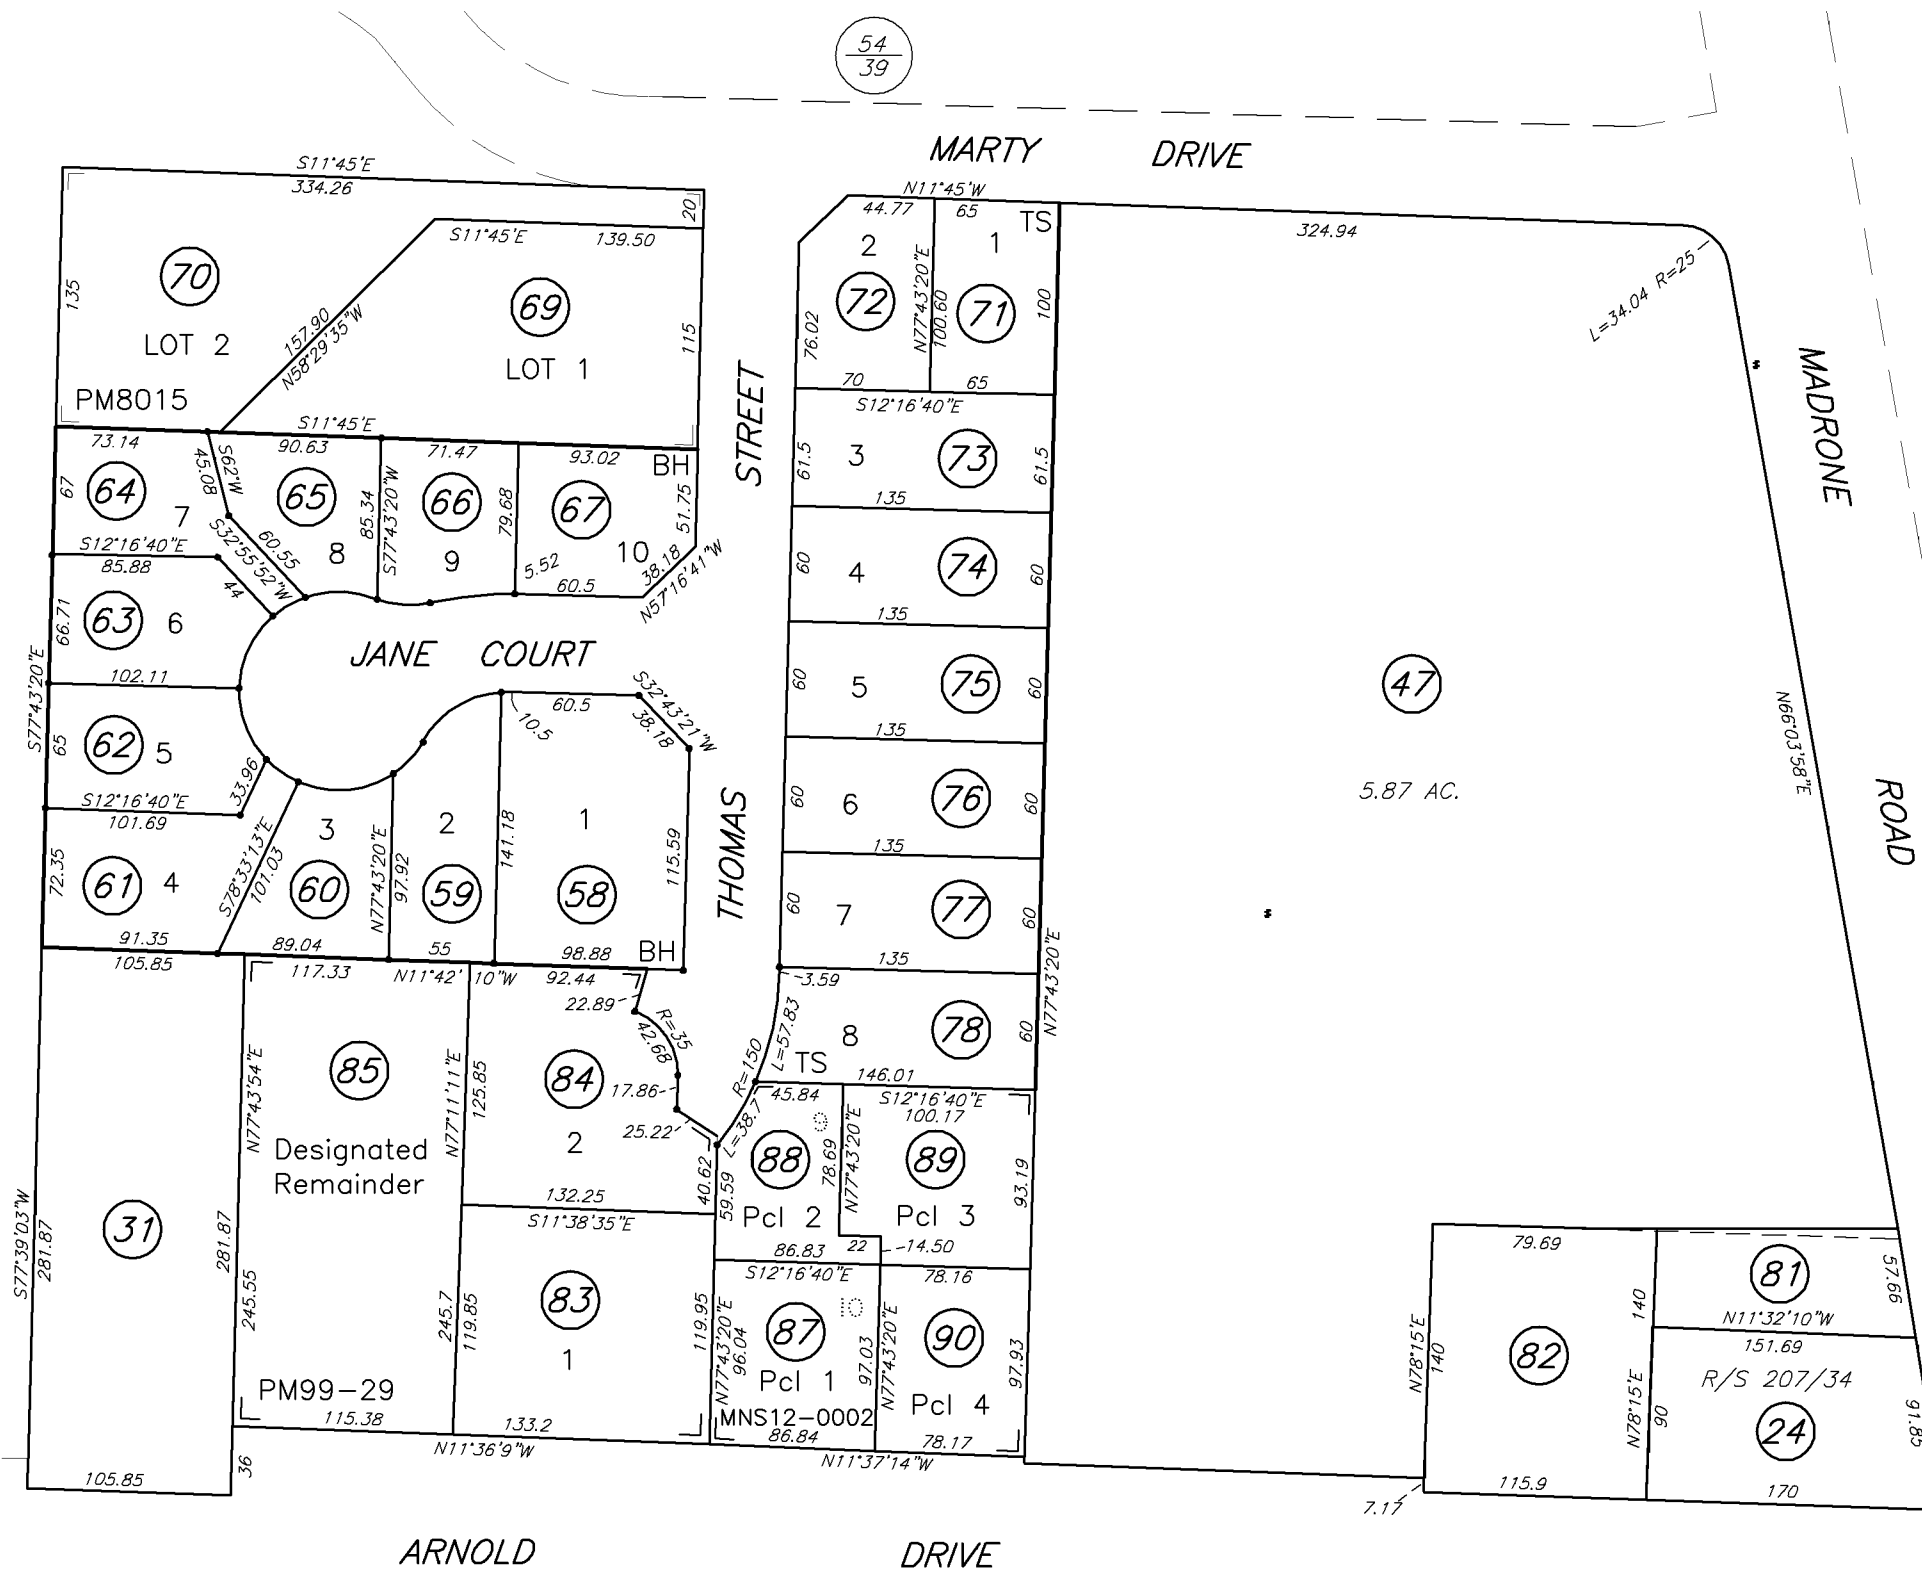 54
39
MARTY DRIVE
S11°45'E
334.26
20
S11°45'E
139.50
135
70
LOT 2
PM8015
157.90
N58°29'35"W
69
LOT 1
115
N11°45'W
44.77
65
TS
2
1
72
71
76.02
N77°43'20"E
100.60
100
70
65
S12°16'40"E
324.94
L=34.04 R=25
MADRONE
ROAD
N66°03'58"E
47
5.87 AC.
STREET
THOMAS
S11°45'E
73.14
90.63
71.47
93.02
BH
67
64
7
45.08
S62°W
65
8
85.34
S77°43'20"W
66
9
79.68
67
10
51.75
S12°16'40"E
85.88
S32°55'52"W
60.55
44
5.52
60.5
38.18
N57°16'41"W
66.71
63
6
102.11
JANE COURT
S77°43'20"E
65
62
5
S12°16'40"E
101.69
33.96
60.5
10.5
S32°43'21"W
38.18
72.35
61
4
91.35
S78°33'13"E
101.03
3
60
89.04
N77°43'20"E
97.92
2
59
55
141.18
1
58
115.59
98.88
BH
61.5
3
73
61.5
135
60
4
74
60
135
60
5
75
60
135
60
6
76
60
135
60
7
77
60
135
N77°43'20"E
3.59
L=57.83
R=150
8
78
60
TS
146.01
105.85
117.33
N11°42'10"W
92.44
22.89
R=35
42.68
17.86
25.22
L=38.7
S77°39'03"W
281.87
31
281.87
105.85
36
N77°43'54"E
245.55
85
Designated
Remainder
PM99-29
115.38
N77°11'11"E
245.7
125.85
84
2
40.62
132.25
S11°38'35"E
119.85
83
1
119.95
133.2
N11°36'9"W
45.84
9
88
78.69
N77°43'20"E
59.59
Pcl 2
86.83
22
14.50
S12°16'40"E
100.17
89
Pcl 3
93.19
78.16
S12°16'40"E
10
N77°43'20"E
96.04
87
Pcl 1
97.03
MNS12-0002
86.84
N77°43'20"E
90
Pcl 4
97.93
78.17
N11°37'14"W
79.69
N78°15'E
140
82
140
115.9
7.17
81
57.66
N11°32'10"W
151.69
R/S 207/34
N78°15'E
90
24
91.85
170
ARNOLD DRIVE